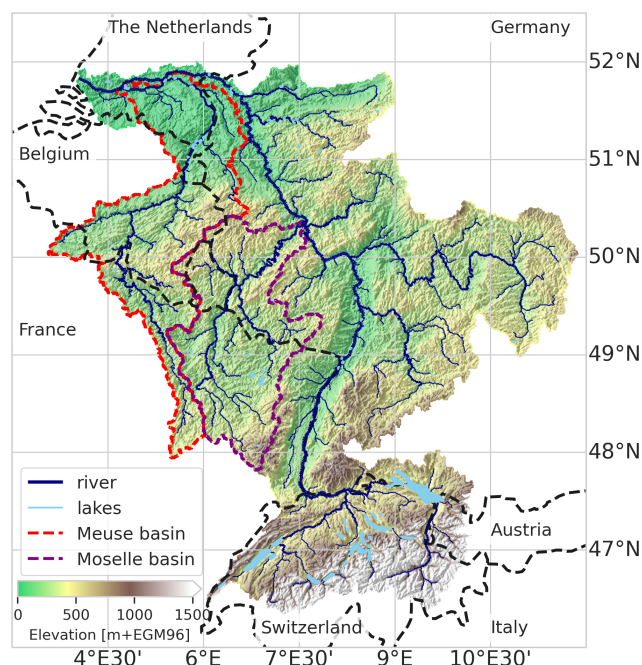 The Netherlands
Germany
52°N
Belgium
51°N
50°N
France
49°N
48°N
river
lakes
Meuse basin
Moselle basin
Austria
47°N
0
500
1000
1500
Elevation [m+EGM96]
Switzerland
Italy
4°E30'
6°E
7°E30'
9°E
10°E30'